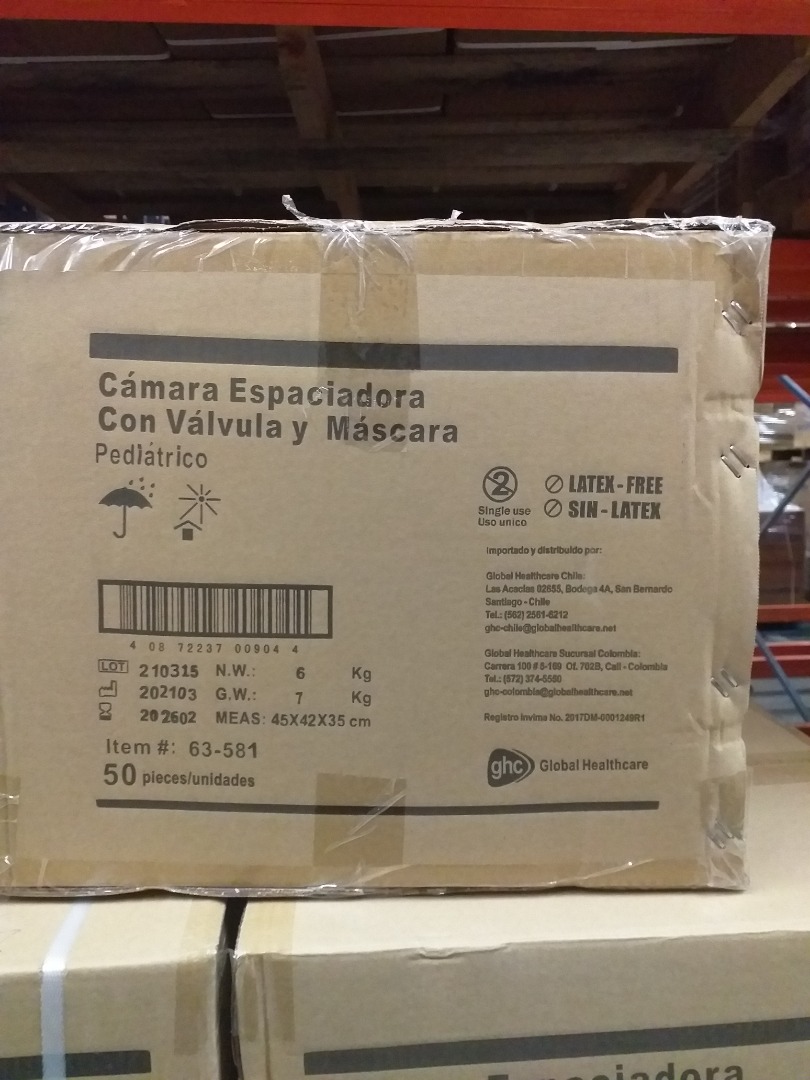 Cámara Espaciadora
Con Válvula y Máscara
Pediátrico
2
Single use
Uso unico
LATEX-FREE
SIN-LATEX
Importado y distribuido por:
Global Healthcare Chile:
Las Acacias 02655, Bodega 4A, San Bernardo
Santiago - Chile
Tel.: (562) 2561-6212
ghc-chile@globalhealthcare.net
Global Healthcare Sucursal Colombia:
Carrera 100 # 5-169 Of. 702B, Cali - Colombia
Tel.: (572) 374-5560
ghc-colombia@globalhealthcare.net
Registro Invima No. 2017DM-0001249R1
4 08 72237 00904 4
LOT 210315 N.W.: 6 Kg
202103 G.W.: 7 Kg
202602 MEAS: 45X42X35 cm
Item #: 63-581
50 pieces/unidades
ghc Global Healthcare
Espaciadora